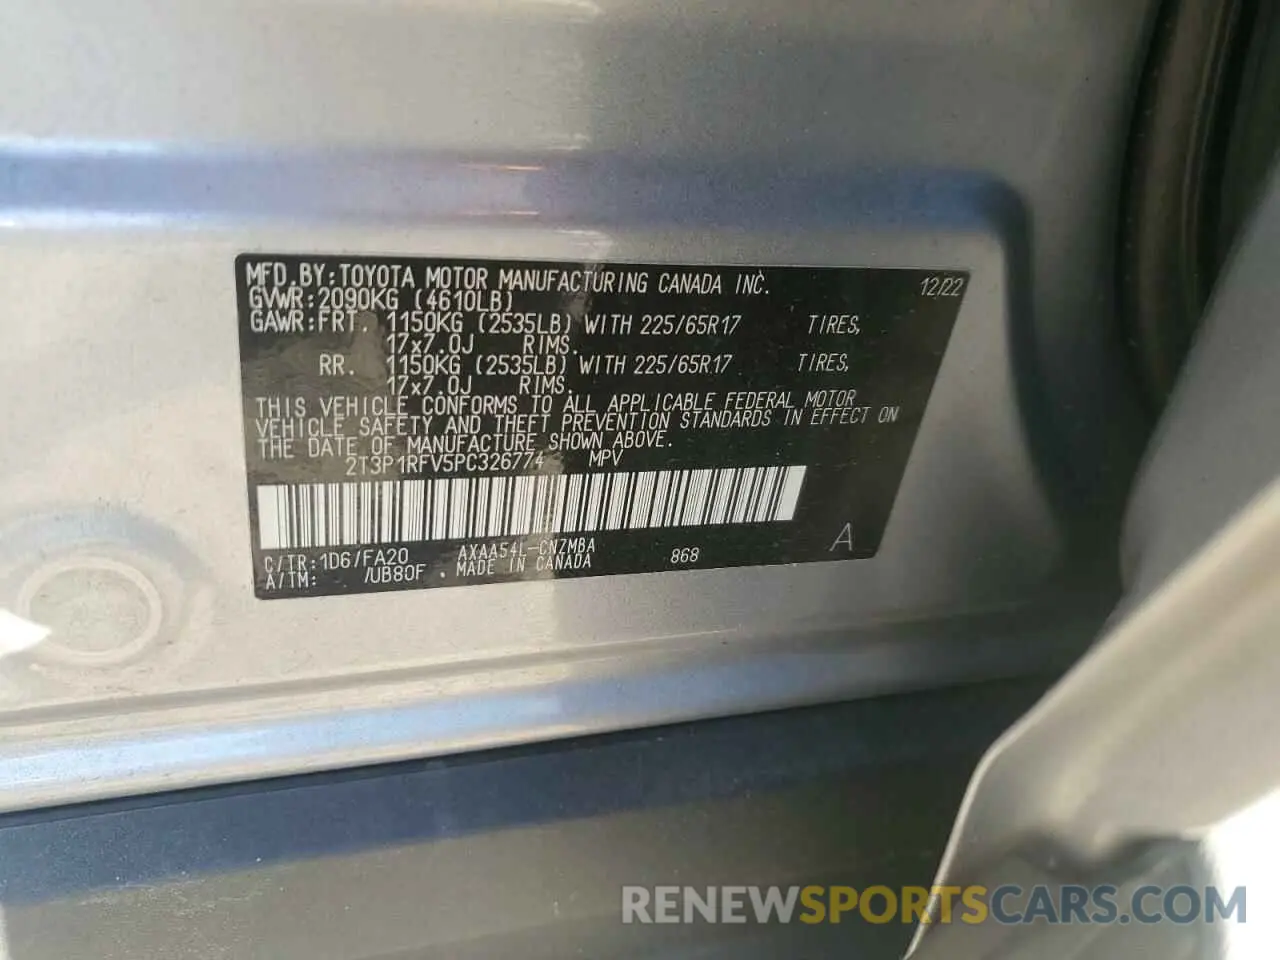 MFD.BY:TOYOTA MOTOR MANUFACTURING CANADA INC. 12/22
GVWR:2090KG (4610LB)
GAWR:FRT. 1150KG (2535LB) WITH 225/65R17 TIRES,
17x7.0J RIMS.
RR. 1150KG (2535LB) WITH 225/65R17 TIRES,
17x7.0J RIMS.
THIS VEHICLE CONFORMS TO ALL APPLICABLE FEDERAL MOTOR
VEHICLE SAFETY AND THEFT PREVENTION STANDARDS IN EFFECT ON
THE DATE OF MANUFACTURE SHOWN ABOVE.
2T3P1RFV5PC326774 MPV
C/TR:1D6/FA20 AXAA54L-CNZMBA 868 A
A/TM: /UB80F . MADE IN CANADA
RENEWSPORTSCARS.COM